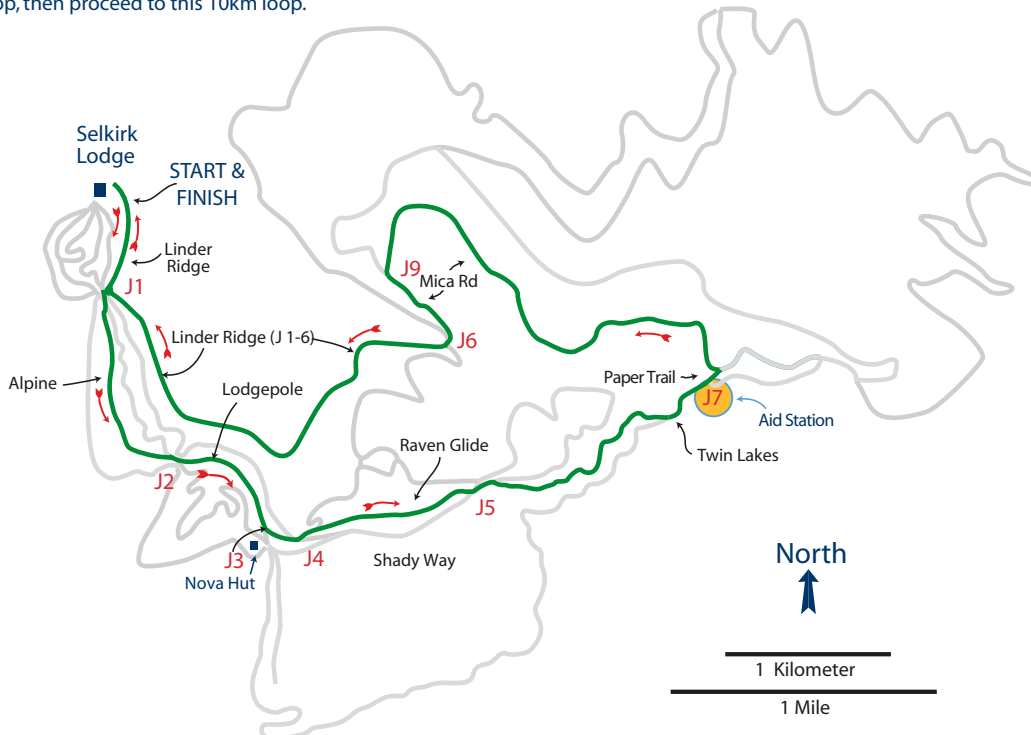 op, then proceed to this 10km loop.
Selkirk
Lodge
START &
FINISH
Linder
Ridge
J1
J9
Mica Rd
Linder Ridge (J 1-6)
J6
Alpine
Lodgepole
Paper Trail
J7
Aid Station
Raven Glide
Twin Lakes
J2
J5
J3
J4
Shady Way
Nova Hut
North
1 Kilometer
1 Mile